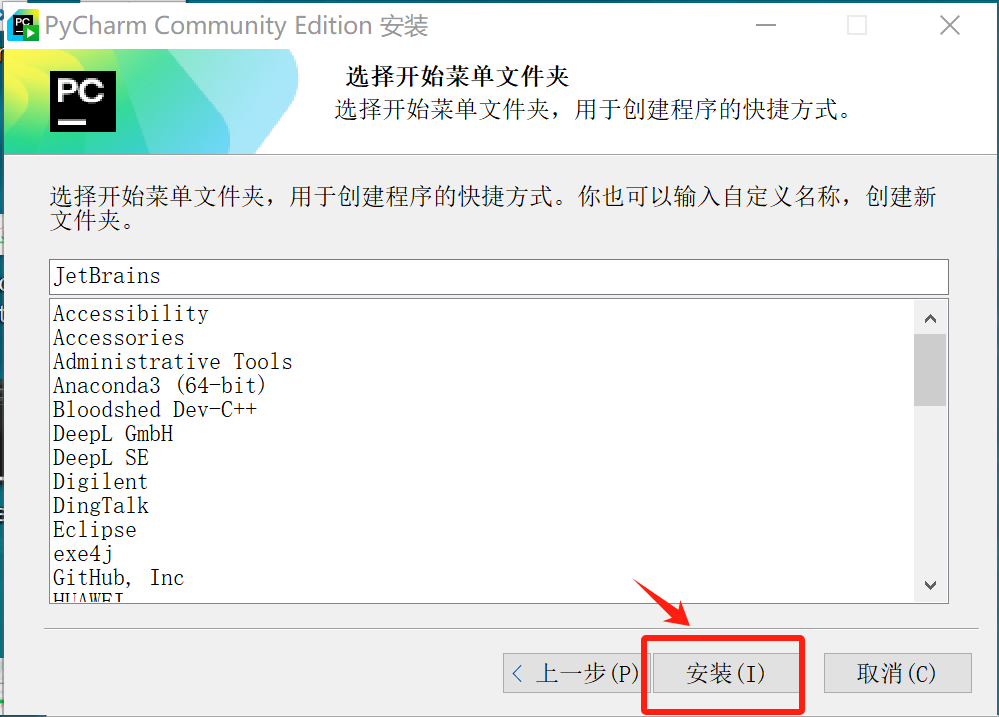 PyCharm Community Edition 安装
PC
选择开始菜单文件夹
选择开始菜单文件夹，用于创建程序的快捷方式。
选择开始菜单文件夹，用于创建程序的快捷方式。你也可以输入自定义名称，创建新
文件夹。
JetBrains
Accessibility
Accessories
Administrative Tools
Anaconda3 (64-bit)
Bloodshed Dev-C++
DeepL GmbH
DeepL SE
Digilent
DingTalk
Eclipse
exe4j
GitHub, Inc
HUAWEI
< 上一步(P) 安装(I) 取消(C)